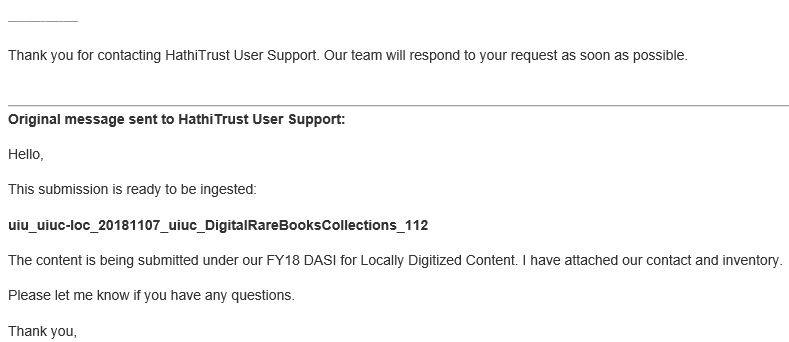 Thank you for contacting HathiTrust User Support. Our team will respond to your request as soon as possible.
Original message sent to HathiTrust User Support:
Hello,
This submission is ready to be ingested:
uiu_uiuc-loc_20181107_uiuc_DigitalRareBooksCollections_112
The content is being submitted under our FY18 DASI for Locally Digitized Content. I have attached our contact and inventory.
Please let me know if you have any questions.
Thank you,